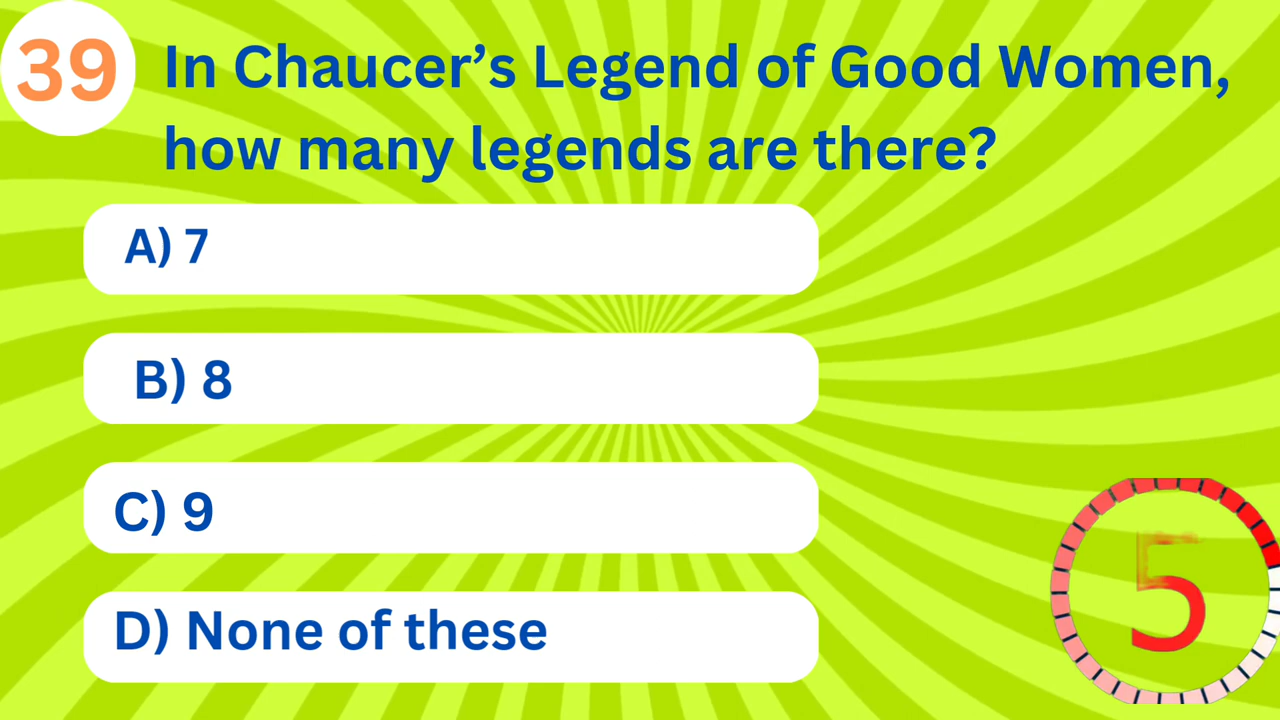 39
In Chaucer’s Legend of Good Women,
how many legends are there?
A) 7
B) 8
C) 9
D) None of these
5